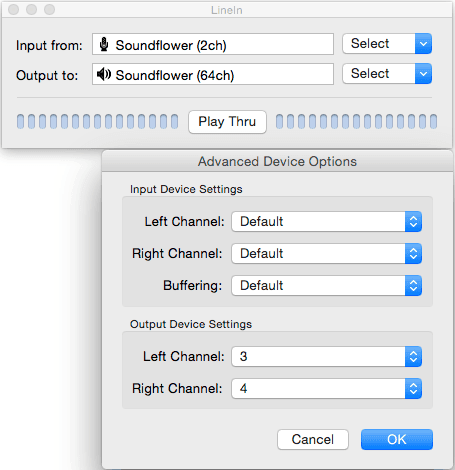 LineIn
Input from: Soundflower (2ch) Select
Output to: Soundflower (64ch) Select
Play Thru
Advanced Device Options
Input Device Settings
Left Channel: Default
Right Channel: Default
Buffering: Default
Output Device Settings
Left Channel: 3
Right Channel: 4
Cancel OK